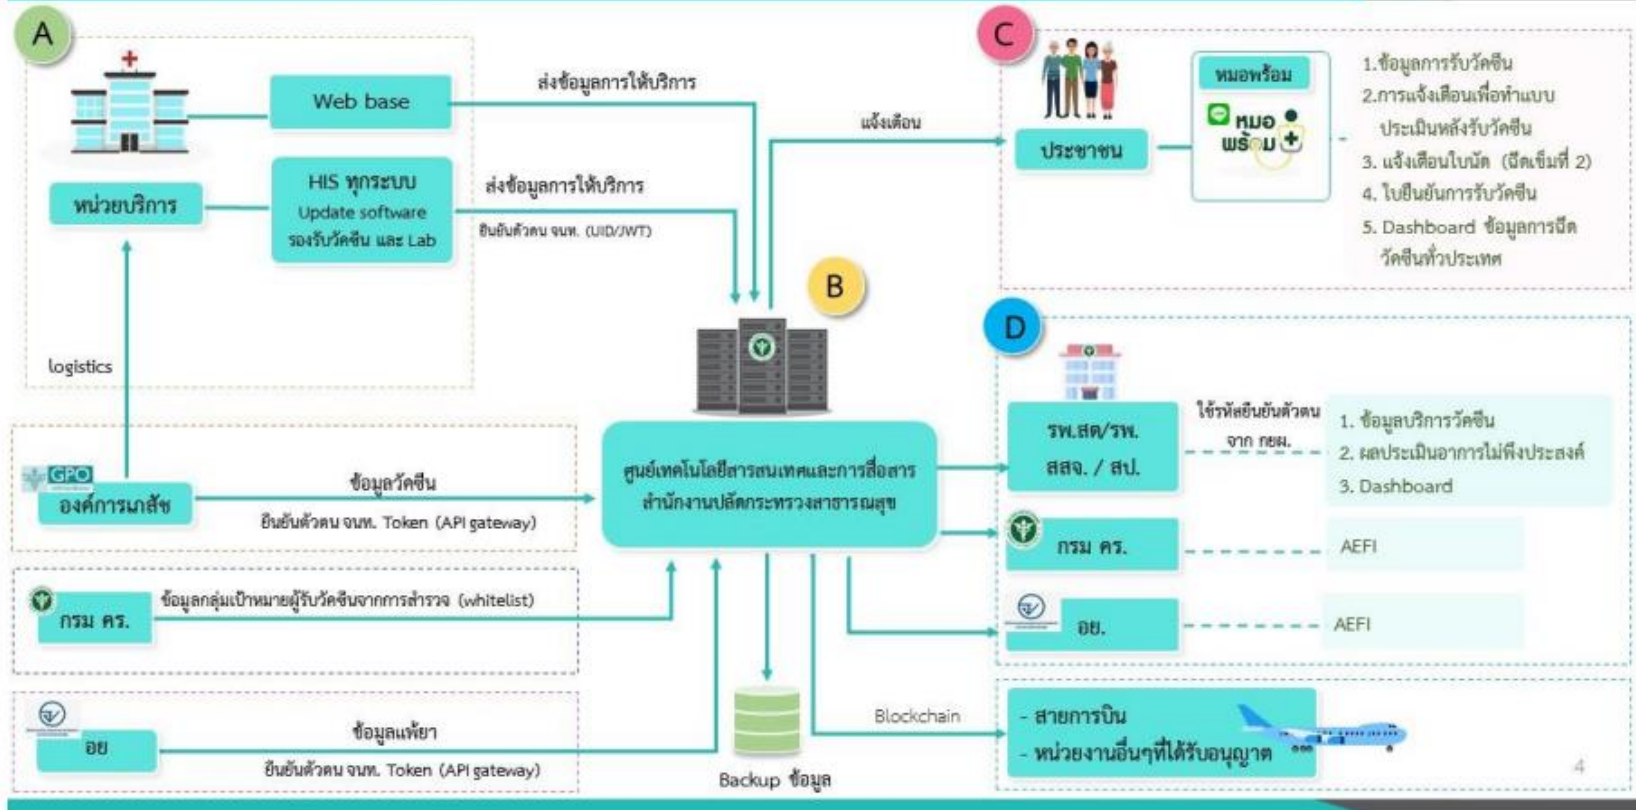 A
Web base
ส่งข้อมูลการให้บริการ
หน่วยบริการ
HIS ทุกระบบ
Update software
รองรับวัคซีน และ Lab
ส่งข้อมูลการให้บริการ
ยืนยันตัวตน จนท. (UID/JWT)
logistics
GPO
องค์การเภสัช
ข้อมูลวัคซีน
ยืนยันตัวตน จนท. Token (API gateway)
กรม คร.
ข้อมูลกลุ่มเป้าหมายผู้รับวัคซีนจากการสำรวจ (whitelist)
อย
ข้อมูลแพ้ยา
ยืนยันตัวตน จนท. Token (API gateway)
B
ศูนย์เทคโนโลยีสารสนเทศและการสื่อสาร
สำนักงานปลัดกระทรวงสาธารณสุข
Backup ข้อมูล
แจ้งเตือน
C
ประชาชน
หมอพร้อม
หมอ
พร้อม
1.ข้อมูลการรับวัคซีน
2.การแจ้งเตือนเพื่อทำแบบ
ประเมินหลังรับวัคซีน
3. แจ้งเตือนใบนัด (ฉีดเข็มที่ 2)
4. ใบยืนยันการรับวัคซีน
5. Dashboard ข้อมูลการฉีด
วัคซีนทั่วประเทศ
D
รพ.สต/รพ.
สสจ. / สป.
ใช้รหัสยืนยันตัวตน
จาก กยผ.
1. ข้อมูลบริการวัคซีน
2. ผลประเมินอาการไม่พึงประสงค์
3. Dashboard
กรม คร.
AEFI
อย.
AEFI
Blockchain
- สายการบิน
- หน่วยงานอื่นๆที่ได้รับอนุญาต
4